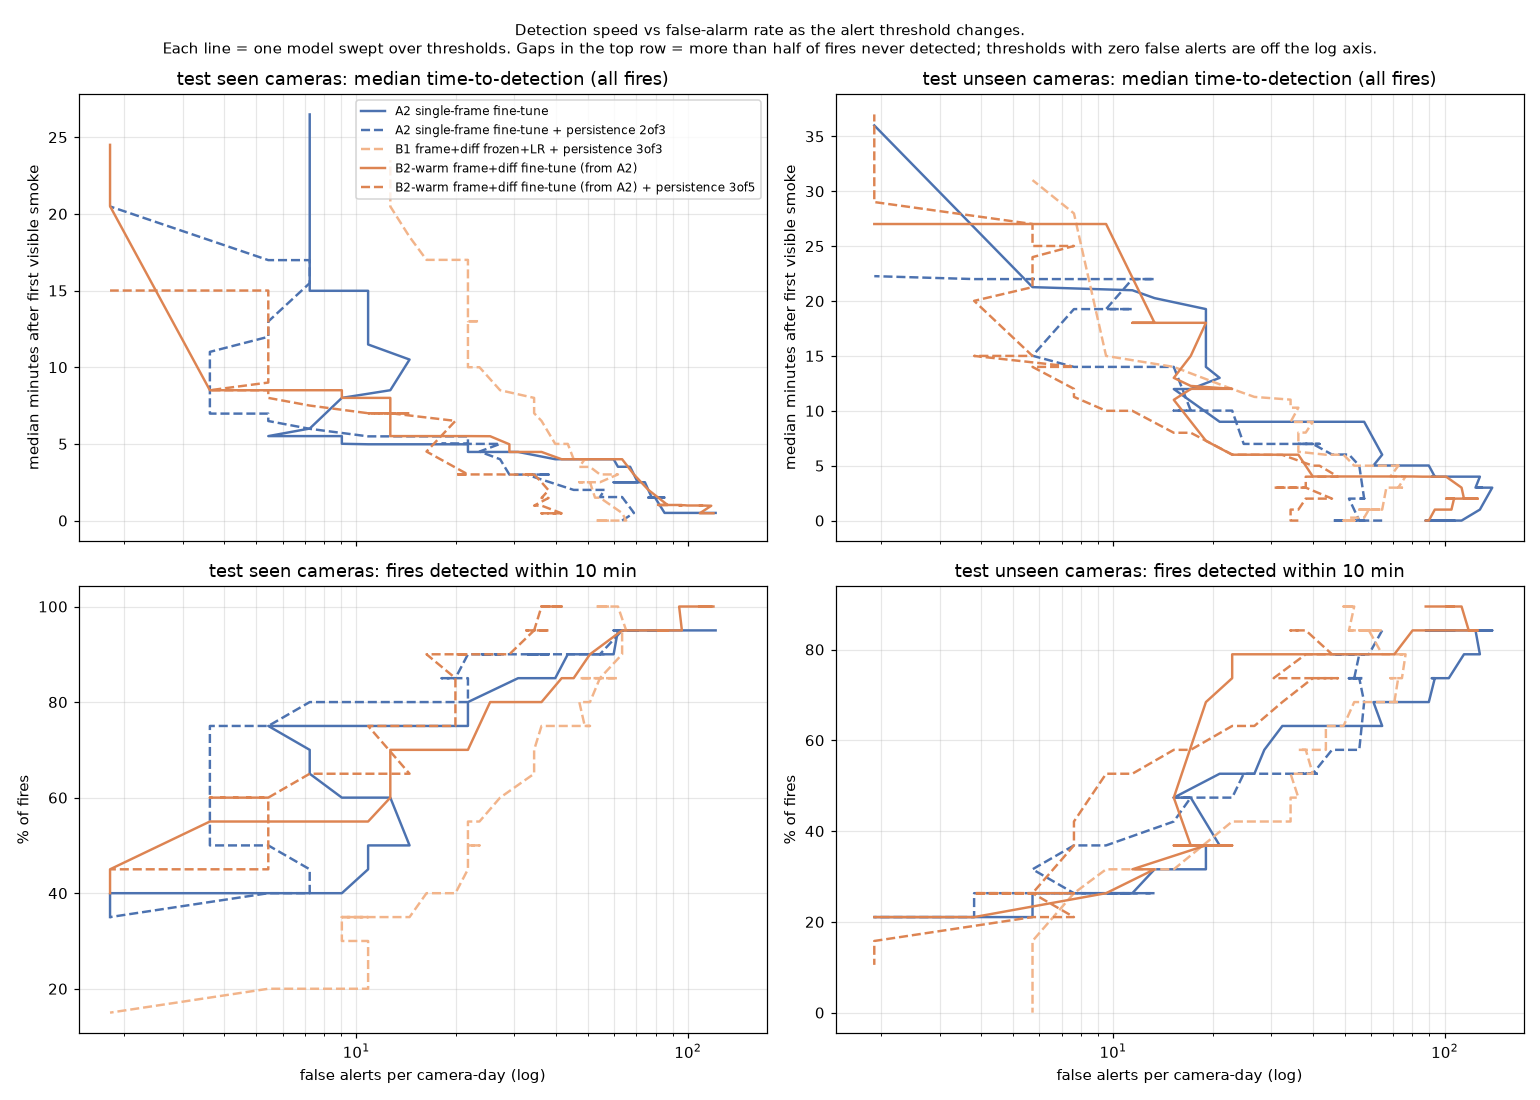 Detection speed vs false-alarm rate as the alert threshold changes.
Each line = one model swept over thresholds. Gaps in the top row = more than half of fires never detected; thresholds with zero false alerts are off the log axis.
test seen cameras: median time-to-detection (all fires)
median minutes after first visible smoke
25
20
15
10
5
0
A2 single-frame fine-tune
A2 single-frame fine-tune + persistence 2of3
B1 frame+diff frozen+LR + persistence 3of3
B2-warm frame+diff fine-tune (from A2)
B2-warm frame+diff fine-tune (from A2) + persistence 3of5
test unseen cameras: median time-to-detection (all fires)
median minutes after first visible smoke
35
30
25
20
15
10
5
0
test seen cameras: fires detected within 10 min
% of fires
100
80
60
40
20
10¹
10²
false alerts per camera-day (log)
test unseen cameras: fires detected within 10 min
% of fires
80
60
40
20
0
10¹
10²
false alerts per camera-day (log)